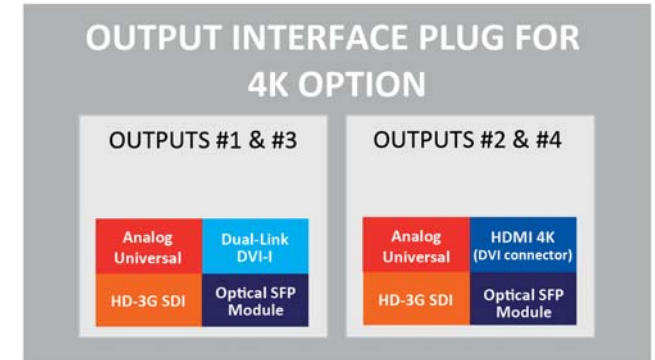 OUTPUT INTERFACE PLUG FOR
4K OPTION
OUTPUTS #1 & #3
Analog
Universal
Dual-Link
DVI-I
HD-3G SDI
Optical SFP
Module
OUTPUTS #2 & #4
Analog
Universal
HDMI 4K
(DVI connector)
HD-3G SDI
Optical SFP
Module